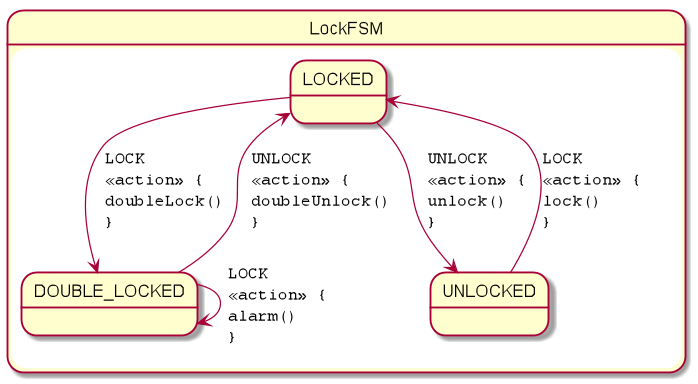 LockFSM
LOCKED
LOCK
«action» {
doubleLock()
}
UNLOCK
«action» {
doubleUnlock()
}
UNLOCK
«action» {
unlock()
}
LOCK
«action» {
lock()
}
DOUBLE_LOCKED
LOCK
«action» {
alarm()
}
UNLOCKED